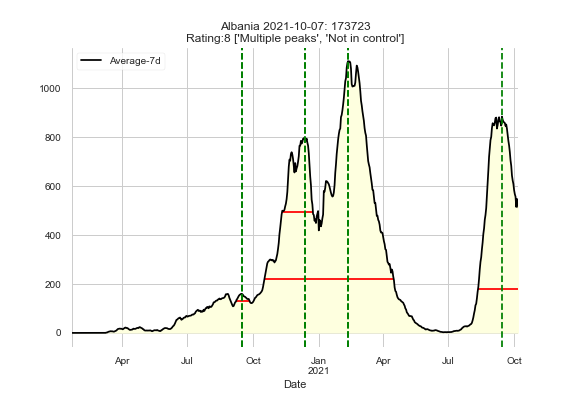 Albania 2021-10-07: 173723
Rating:8 ['Multiple peaks', 'Not in control']
Average-7d
1000
800
600
400
200
0
Apr Jul Oct Jan Apr Jul Oct
2021
Date